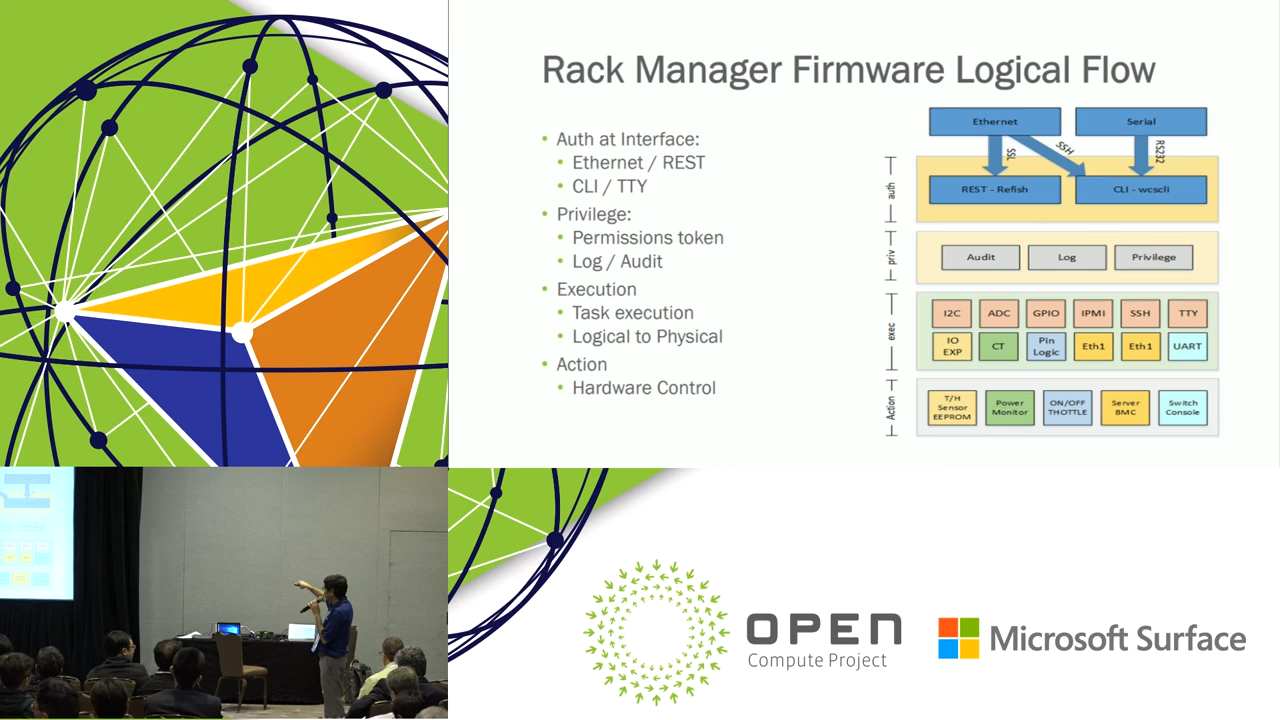 Rack Manager Firmware Logical Flow
• Auth at Interface:
• Ethernet / REST
• CLI / TTY
• Privilege:
• Permissions token
• Log / Audit
• Execution
• Task execution
• Logical to Physical
• Action
• Hardware Control
Ethernet
Serial
SSL
SSH
RS232
auth
REST - Refish
CLI - wcscli
priv
Audit
Log
Privilege
exec
I2C
ADC
GPIO
IPMI
SSH
TTY
IO
EXP
CT
Pin
Logic
Eth1
Eth1
UART
Action
T/H
Sensor
EEPROM
Power
Monitor
ON/OFF
THOTTLE
Server
BMC
Switch
Console
OPEN
Compute Project
Microsoft Surface